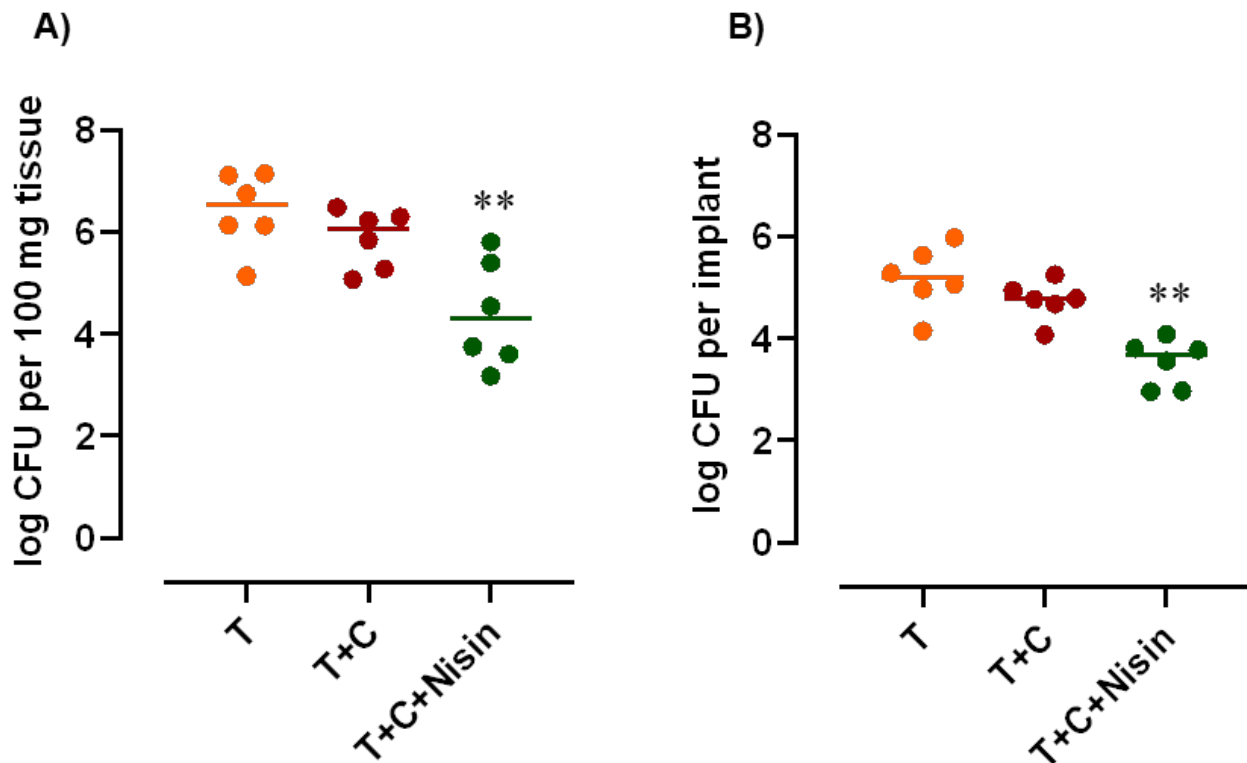 A)
log CFU per 100 mg tissue
8
6
4
2
0
**
T
T+C
T+C+Nisin
B)
log CFU per implant
8
6
4
2
0
**
T
T+C
T+C+Nisin